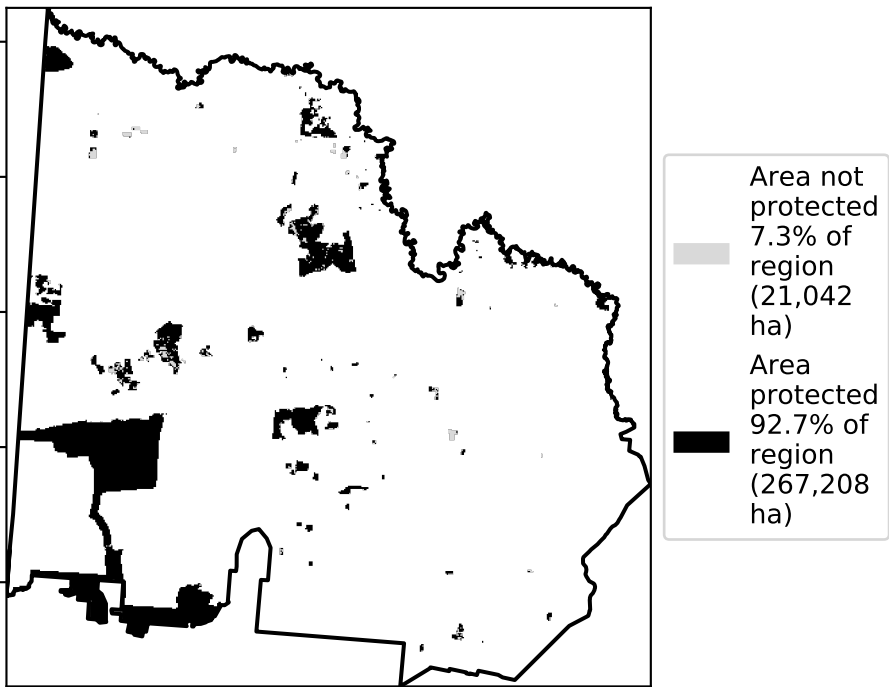 Area not
protected
7.3% of
region
(21,042
ha)
Area
protected
92.7% of
region
(267,208
ha)